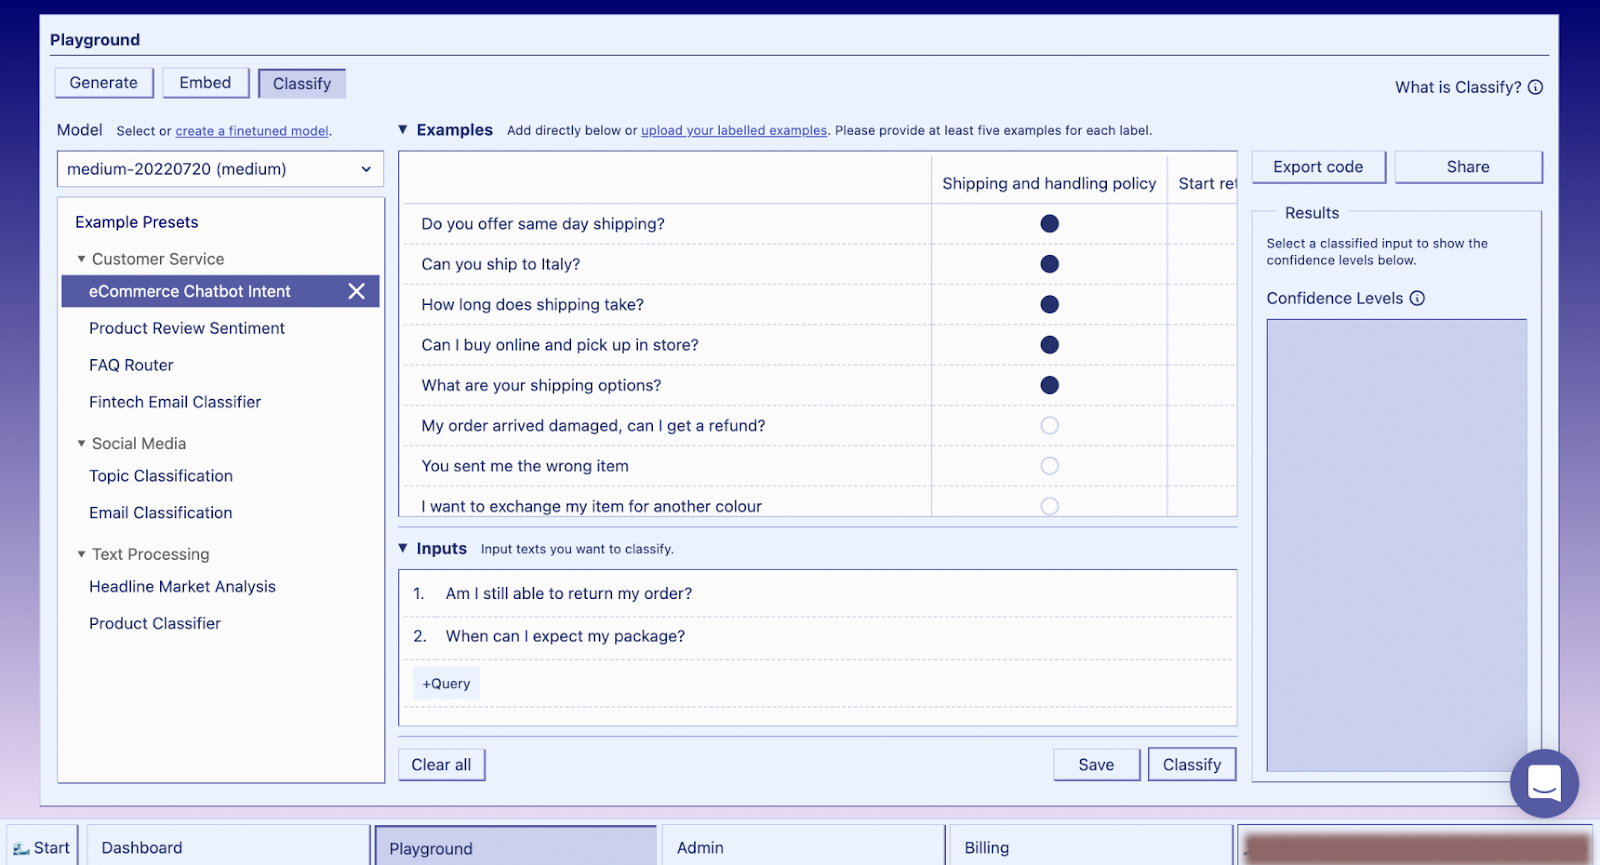 Playground
Generate
Embed
Classify
What is Classify?
Model Select or create a finetuned model.
medium-20220720 (medium)
Example Presets
Customer Service
eCommerce Chatbot Intent
Product Review Sentiment
FAQ Router
Fintech Email Classifier
Social Media
Topic Classification
Email Classification
Text Processing
Headline Market Analysis
Product Classifier
Examples Add directly below or upload your labelled examples. Please provide at least five examples for each label.
Shipping and handling policy
Start ret
Do you offer same day shipping?
Can you ship to Italy?
How long does shipping take?
Can I buy online and pick up in store?
What are your shipping options?
My order arrived damaged, can I get a refund?
You sent me the wrong item
I want to exchange my item for another colour
Inputs Input texts you want to classify.
1. Am I still able to return my order?
2. When can I expect my package?
+Query
Clear all
Save
Classify
Export code
Share
Results
Select a classified input to show the
confidence levels below.
Confidence Levels
Start
Dashboard
Playground
Admin
Billing